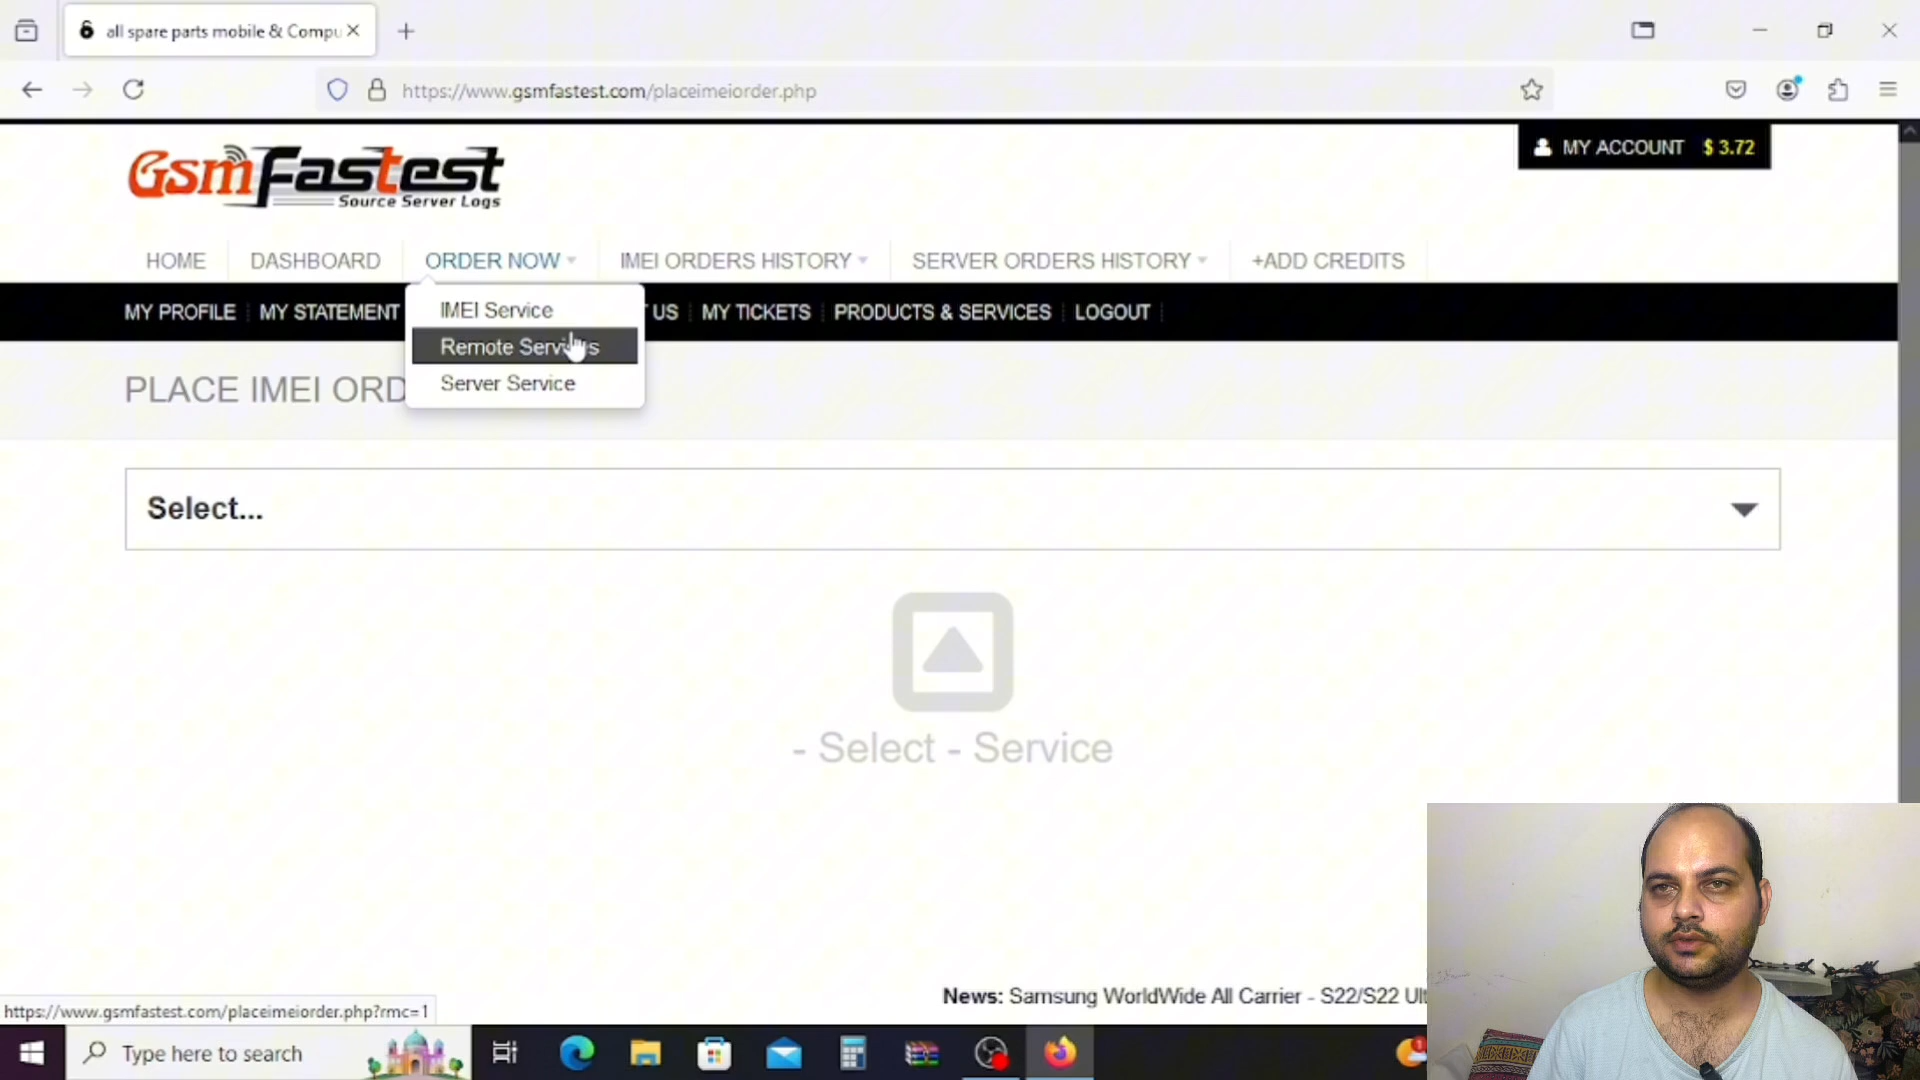 all spare parts mobile & Compu
https://www.gsmfastest.com/placeimeiorder.php
MY ACCOUNT $ 3.72
GsmFastest
Source Server Logs
HOME DASHBOARD ORDER NOW IMEI ORDERS HISTORY SERVER ORDERS HISTORY +ADD CREDITS
MY PROFILE MY STATEMENT US MY TICKETS PRODUCTS & SERVICES LOGOUT
IMEI Service
Remote Services
Server Service
PLACE IMEI ORD
Select...
- Select - Service
News: Samsung WorldWide All Carrier - S22/S22 Ult
https://www.gsmfastest.com/placeimeiorder.php?rmc=1
Type here to search